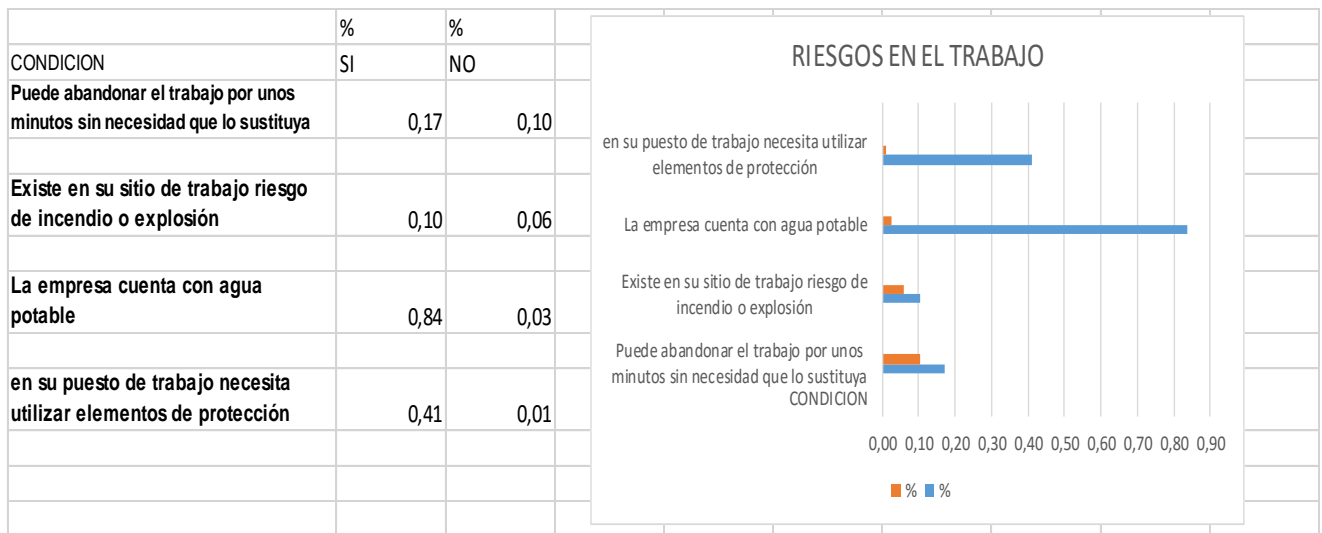 % %
CONDICION SI NO
Puede abandonar el trabajo por unos
minutos sin necesidad que lo sustituya 0,17 0,10
Existe en su sitio de trabajo riesgo
de incendio o explosión 0,10 0,06
La empresa cuenta con agua
potable 0,84 0,03
en su puesto de trabajo necesita
utilizar elementos de protección 0,41 0,01
RIESGOS EN EL TRABAJO
en su puesto de trabajo necesita utilizar
elementos de protección
La empresa cuenta con agua potable
Existe en su sitio de trabajo riesgo de
incendio o explosión
Puede abandonar el trabajo por unos
minutos sin necesidad que lo sustituya
CONDICION
0,00 0,10 0,20 0,30 0,40 0,50 0,60 0,70 0,80 0,90
% %